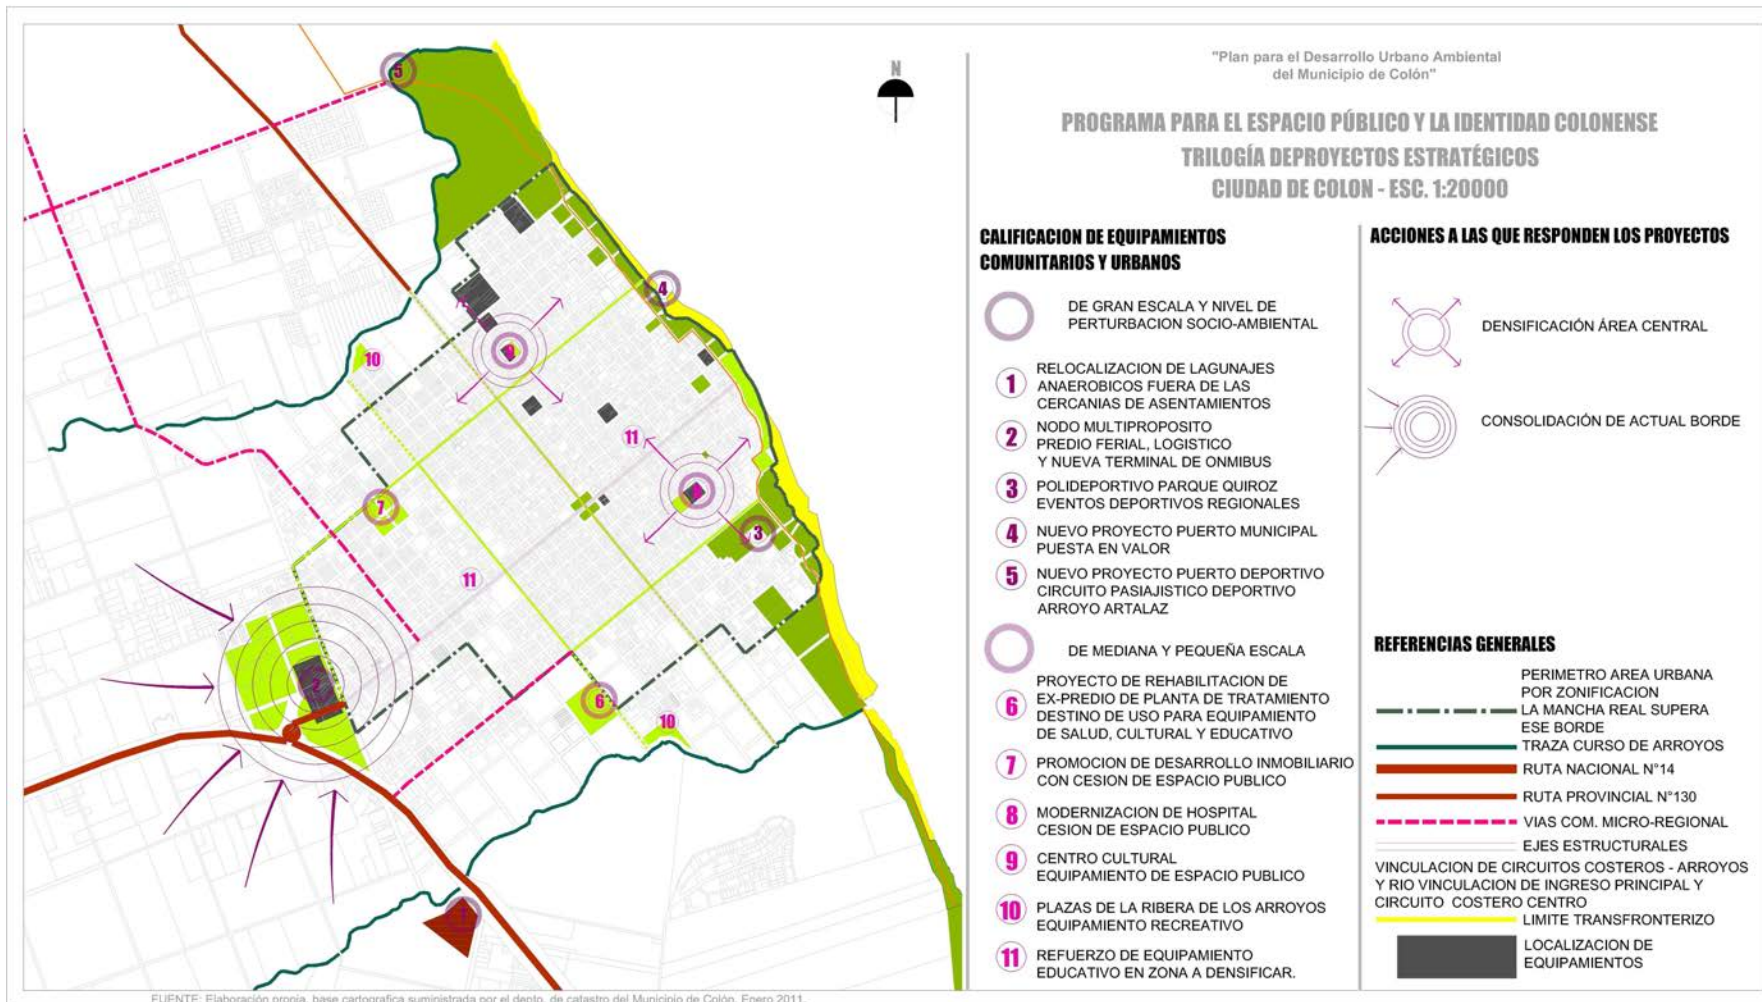 5
N
4
10
11
7
3
11
2
6
10
1
FUENTE: Elaboración propia, base cartografica suministrada por el depto. de catastro del Municipio de Colón, Enero 2011.
"Plan para el Desarrollo Urbano Ambiental
del Municipio de Colón"
PROGRAMA PARA EL ESPACIO PÚBLICO Y LA IDENTIDAD COLONENSE
TRILOGÍA DEPROYECTOS ESTRATÉGICOS
CIUDAD DE COLON - ESC. 1:20000
CALIFICACION DE EQUIPAMIENTOS
COMUNITARIOS Y URBANOS
DE GRAN ESCALA Y NIVEL DE
PERTURBACION SOCIO-AMBIENTAL
1 RELOCALIZACION DE LAGUNAJES
ANAEROBICOS FUERA DE LAS
CERCANIAS DE ASENTAMIENTOS
2 NODO MULTIPROPOSITO
PREDIO FERIAL, LOGISTICO
Y NUEVA TERMINAL DE ONMIBUS
3 POLIDEPORTIVO PARQUE QUIROZ
EVENTOS DEPORTIVOS REGIONALES
4 NUEVO PROYECTO PUERTO MUNICIPAL
PUESTA EN VALOR
5 NUEVO PROYECTO PUERTO DEPORTIVO
CIRCUITO PASIAJISTICO DEPORTIVO
ARROYO ARTALAZ
DE MEDIANA Y PEQUEÑA ESCALA
6 PROYECTO DE REHABILITACION DE
EX-PREDIO DE PLANTA DE TRATAMIENTO
DESTINO DE USO PARA EQUIPAMIENTO
DE SALUD, CULTURAL Y EDUCATIVO
7 PROMOCION DE DESARROLLO INMOBILIARIO
CON CESION DE ESPACIO PUBLICO
8 MODERNIZACION DE HOSPITAL
CESION DE ESPACIO PUBLICO
9 CENTRO CULTURAL
EQUIPAMIENTO DE ESPACIO PUBLICO
10 PLAZAS DE LA RIBERA DE LOS ARROYOS
EQUIPAMIENTO RECREATIVO
11 REFUERZO DE EQUIPAMIENTO
EDUCATIVO EN ZONA A DENSIFICAR.
ACCIONES A LAS QUE RESPONDEN LOS PROYECTOS
DENSIFICACIÓN ÁREA CENTRAL
CONSOLIDACIÓN DE ACTUAL BORDE
REFERENCIAS GENERALES
PERIMETRO AREA URBANA
POR ZONIFICACION
LA MANCHA REAL SUPERA
ESE BORDE
TRAZA CURSO DE ARROYOS
RUTA NACIONAL N°14
RUTA PROVINCIAL N°130
VIAS COM. MICRO-REGIONAL
EJES ESTRUCTURALES
VINCULACION DE CIRCUITOS COSTEROS - ARROYOS
Y RIO VINCULACION DE INGRESO PRINCIPAL Y
CIRCUITO COSTERO CENTRO
LIMITE TRANSFRONTERIZO
LOCALIZACION DE
EQUIPAMIENTOS